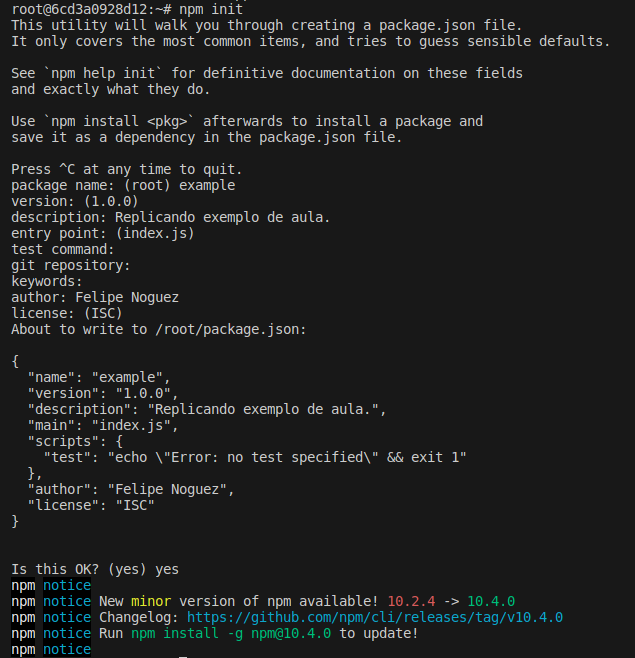 root@6cd3a0928d12:~# npm init
This utility will walk you through creating a package.json file.
It only covers the most common items, and tries to guess sensible defaults.
See `npm help init` for definitive documentation on these fields
and exactly what they do.
Use `npm install <pkg>` afterwards to install a package and
save it as a dependency in the package.json file.
Press ^C at any time to quit.
package name: (root) example
version: (1.0.0)
description: Replicando exemplo de aula.
entry point: (index.js)
test command:
git repository:
keywords:
author: Felipe Noguez
license: (ISC)
About to write to /root/package.json:
{
  "name": "example",
  "version": "1.0.0",
  "description": "Replicando exemplo de aula.",
  "main": "index.js",
  "scripts": {
    "test": "echo \"Error: no test specified\" && exit 1"
  },
  "author": "Felipe Noguez",
  "license": "ISC"
}
Is this OK? (yes) yes
npm notice
npm notice New minor version of npm available! 10.2.4 -> 10.4.0
npm notice Changelog: https://github.com/npm/cli/releases/tag/v10.4.0
npm notice Run npm install -g npm@10.4.0 to update!
npm notice